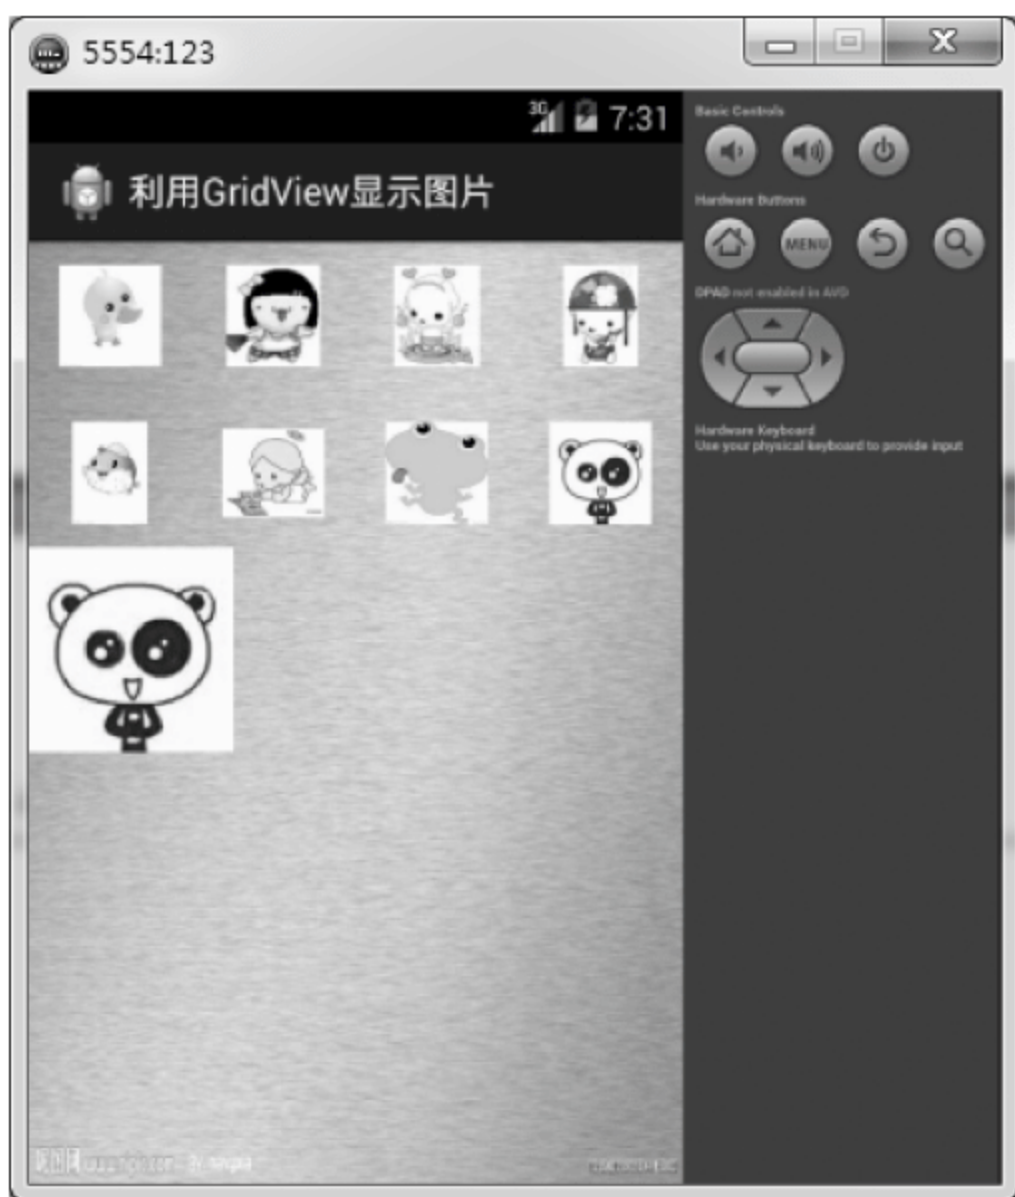 5554:123
3G 7:31
利用GridView显示图片
Basic Controls
Hardware Buttons
MENU
DPAD not enabled in AVD
Hardware Keyboard
Use your physical keyboard to provide input